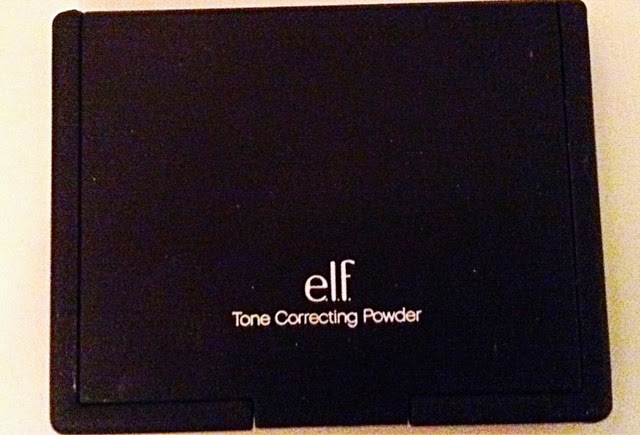 e.l.f.
Tone Correcting Powder